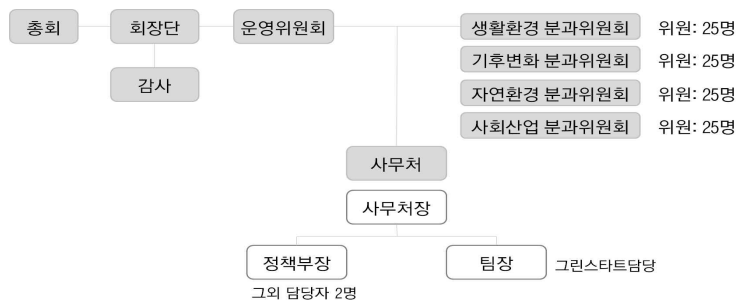 총회 회장단 운영위원회 생활환경 분과위원회 위원: 25명
기후변화 분과위원회 위원: 25명
감사
자연환경 분과위원회 위원: 25명
사회산업 분과위원회 위원: 25명
사무처
사무처장
정책부장 팀장 그린스타트담당
그외 담당자 2명